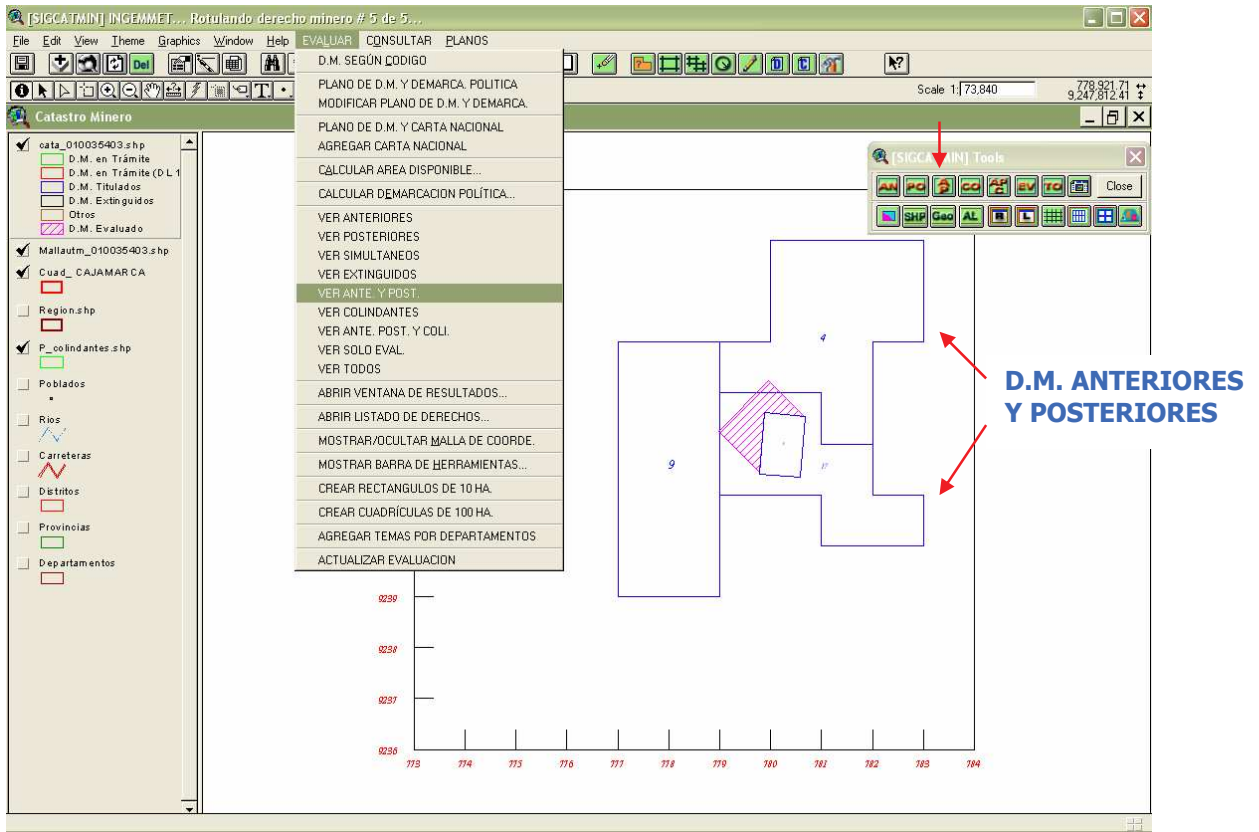 [SIGCATMIN] INGEMMET... Rotulando derecho minero # 5 de 5...
File Edit View Theme Graphics Window Help EVALUAR CONSULTAR PLANOS
Del
Scale 1: 73,840
778,921.71
9,247,812.41
Catastro Minero
D.M. SEGÚN CODIGO
PLANO DE D.M. Y DEMARCA. POLITICA
MODIFICAR PLANO DE D.M. Y DEMARCA.
PLANO DE D.M. Y CARTA NACIONAL
AGREGAR CARTA NACIONAL
CALCULAR AREA DISPONIBLE...
CALCULAR DEMARCACION POLÍTICA...
VER ANTERIORES
VER POSTERIORES
VER SIMULTANEOS
VER EXTINGUIDOS
VER ANTE. Y POST.
VER COLINDANTES
VER ANTE. POST. Y COLI.
VER SOLO EVAL.
VER TODOS
ABRIR VENTANA DE RESULTADOS...
ABRIR LISTADO DE DERECHOS...
MOSTRAR/OCULTAR MALLA DE COORDE.
MOSTRAR BARRA DE HERRAMIENTAS...
CREAR RECTANGULOS DE 10 HA.
CREAR CUADRÍCULAS DE 100 HA.
AGREGAR TEMAS POR DEPARTAMENTOS
ACTUALIZAR EVALUACION
cata_010035403.shp
D.M. en Trámite
D.M. en Trámite (D L 1
D.M. Titulados
D.M. Extinguidos
Otros
D.M. Evaluado
Mallautm_010035403.shp
Cuad_ CAJAMARCA
Region.shp
P_colindantes.shp
Poblados
Rios
Carreteras
Distritos
Provincias
Departamentos
[SIGCATMIN] Tools
AN PO CO EV TO Close
SHP Geo AL R L
4
9
17
D.M. ANTERIORES
Y POSTERIORES
9239
9238
9237
9236
773 774 775 776 777 778 779 780 781 782 783 784